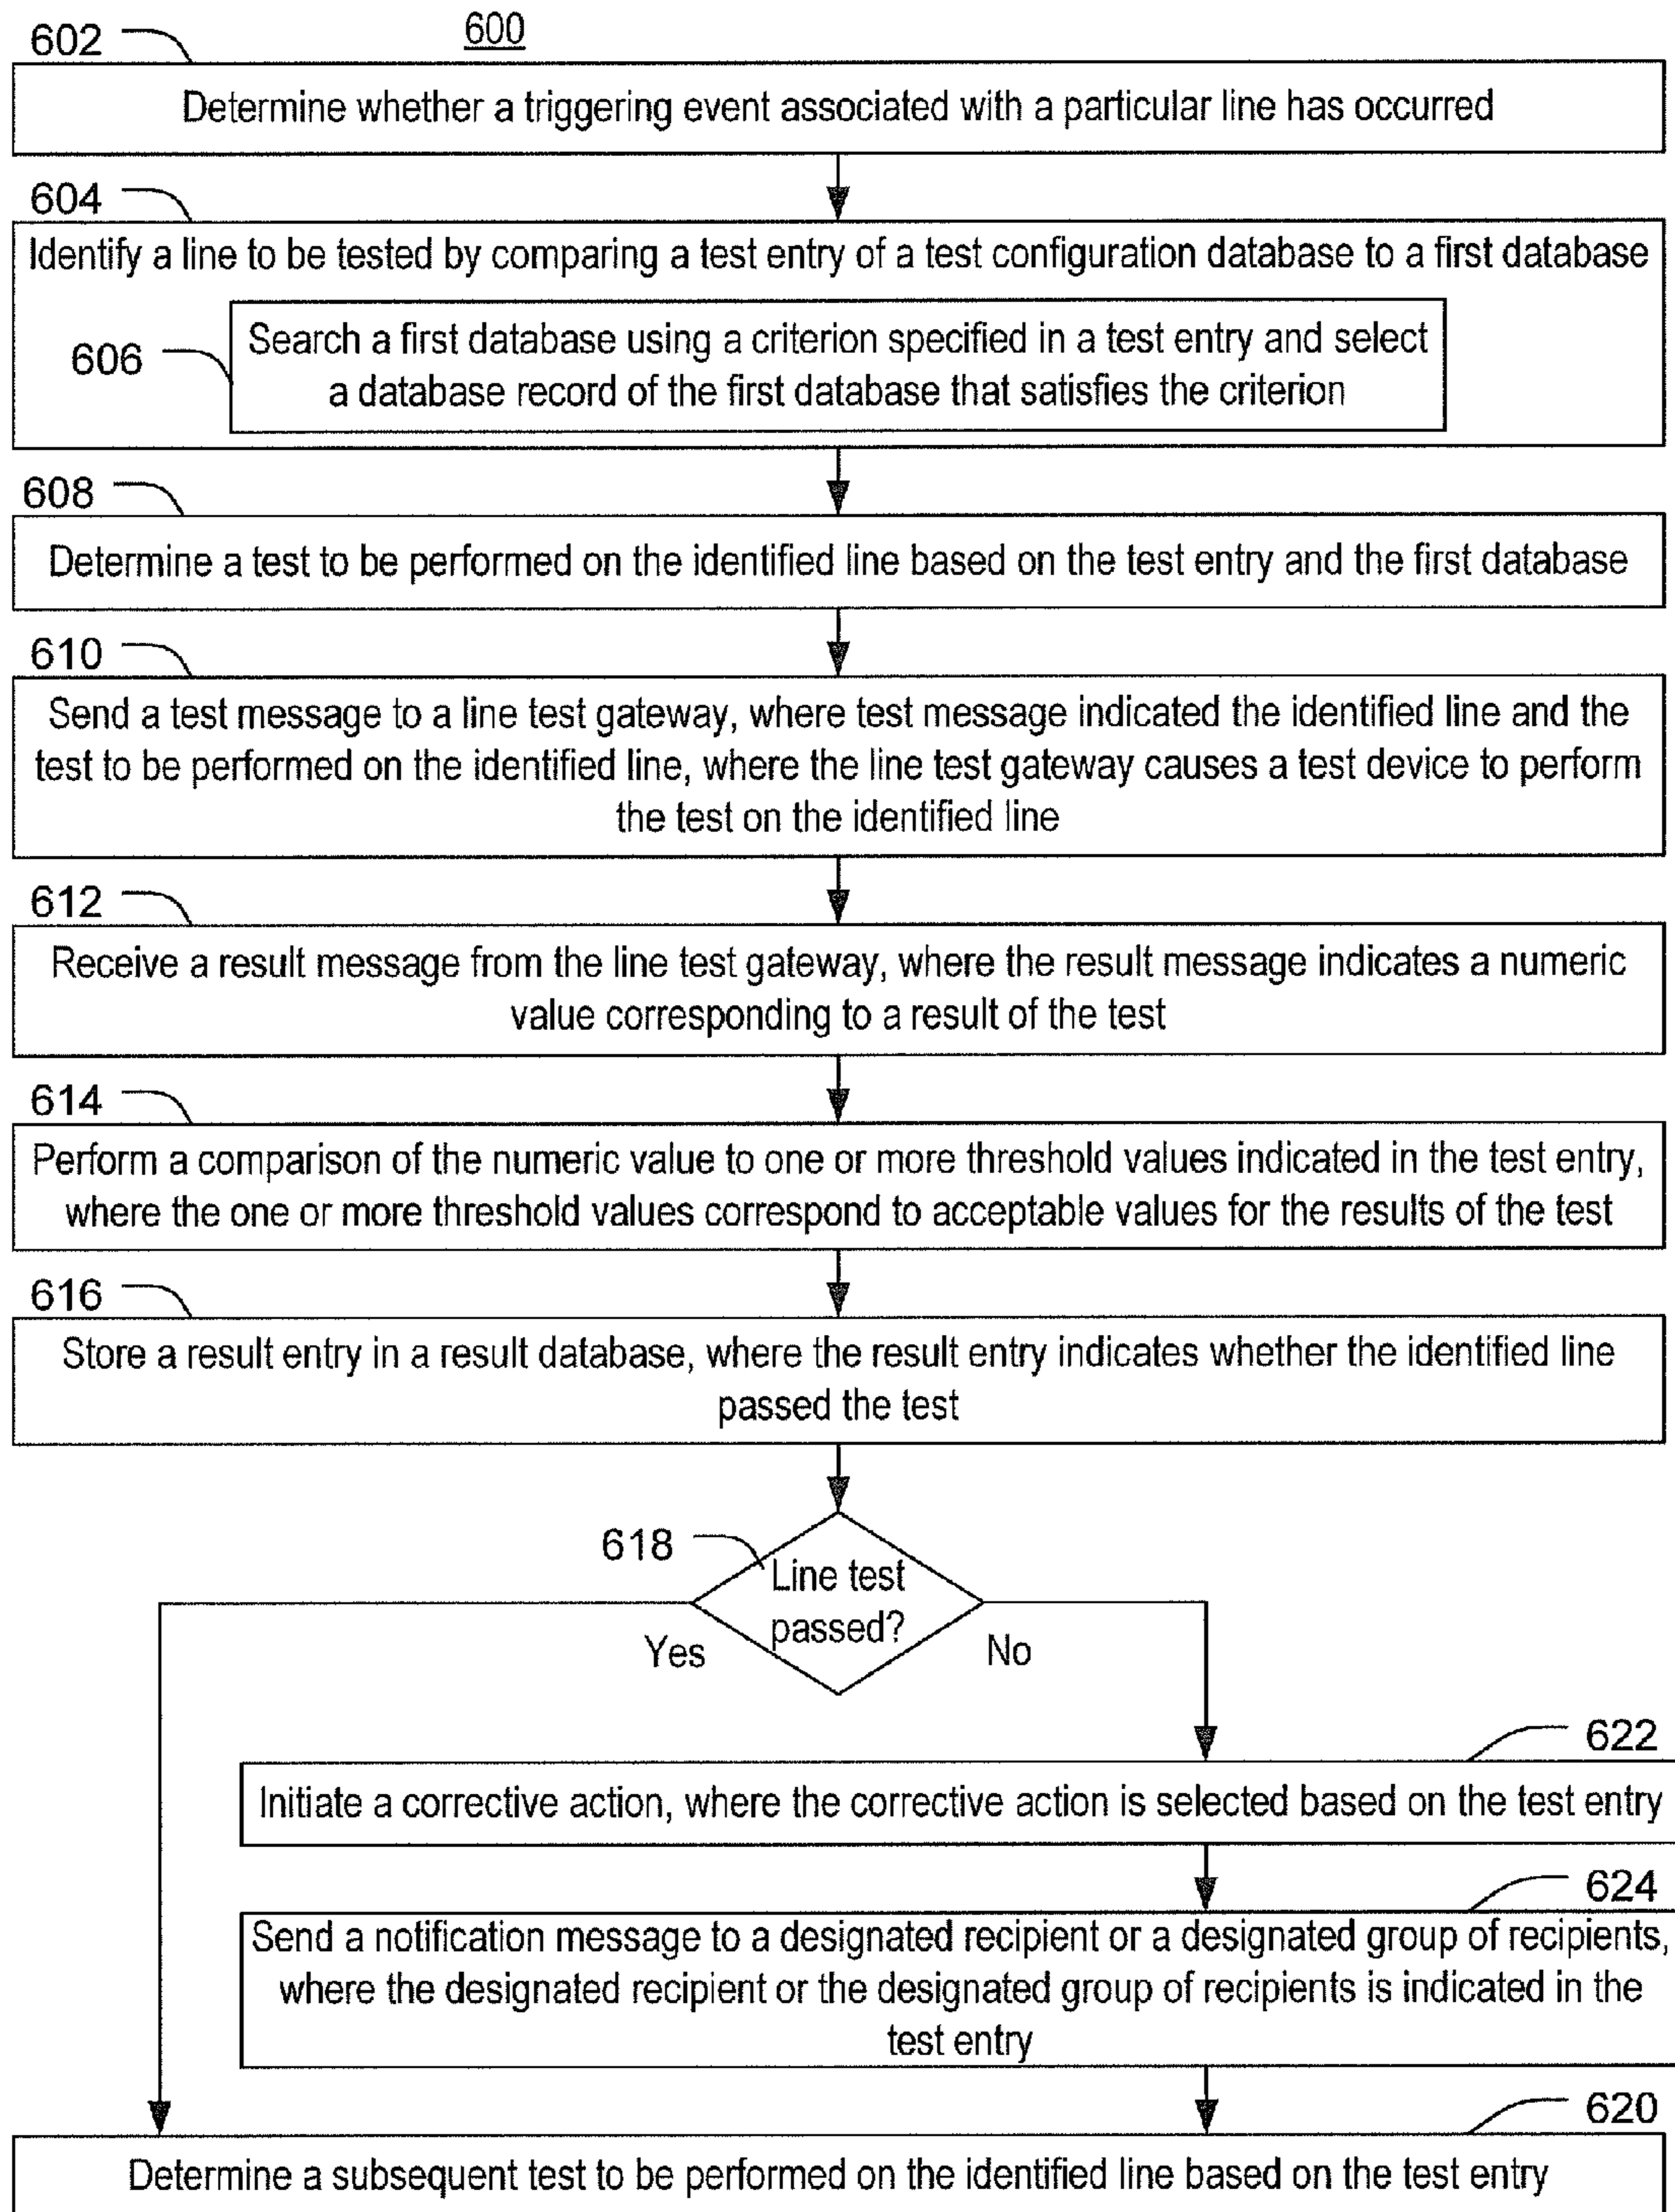 600
602
Determine whether a triggering event associated with a particular line has occurred
604
Identify a line to be tested by comparing a test entry of a test configuration database to a first database
606
Search a first database using a criterion specified in a test entry and select
a database record of the first database that satisfies the criterion
608
Determine a test to be performed on the identified line based on the test entry and the first database
610
Send a test message to a line test gateway, where test message indicated the identified line and the
test to be performed on the identified line, where the line test gateway causes a test device to perform
the test on the identified line
612
Receive a result message from the line test gateway, where the result message indicates a numeric
value corresponding to a result of the test
614
Perform a comparison of the numeric value to one or more threshold values indicated in the test entry,
where the one or more threshold values correspond to acceptable values for the results of the test
616
Store a result entry in a result database, where the result entry indicates whether the identified line
passed the test
618
Line test
passed?
Yes
No
622
Initiate a corrective action, where the corrective action is selected based on the test entry
624
Send a notification message to a designated recipient or a designated group of recipients,
where the designated recipient or the designated group of recipients is indicated in the
test entry
620
Determine a subsequent test to be performed on the identified line based on the test entry